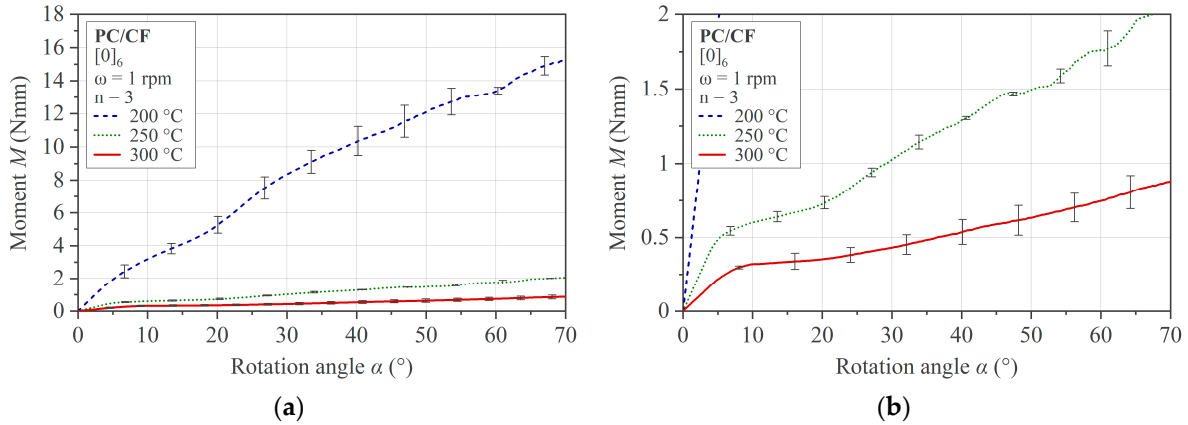 18
16
14
12
10
8
6
4
2
0
Moment M (Nmm)
PC/CF
[0]₆
ω = 1 rpm
n − 3
200 °C
250 °C
300 °C
0 10 20 30 40 50 60 70
Rotation angle α (°)
(a)
2
1.5
1
0.5
0
Moment M (Nmm)
PC/CF
[0]₆
ω = 1 rpm
n − 3
200 °C
250 °C
300 °C
0 10 20 30 40 50 60 70
Rotation angle α (°)
(b)